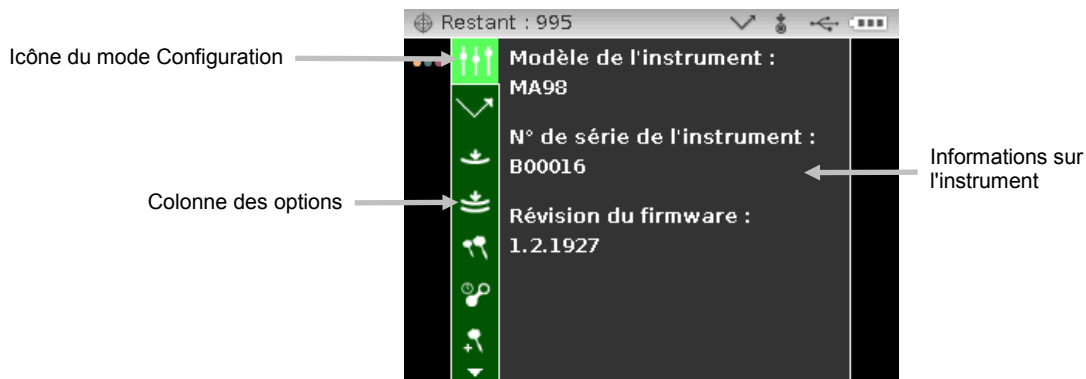 Restant : 995
Icône du mode Configuration
Modèle de l'instrument :
MA98
N° de série de l'instrument :
B00016
Informations sur
l'instrument
Colonne des options
Révision du firmware :
1.2.1927